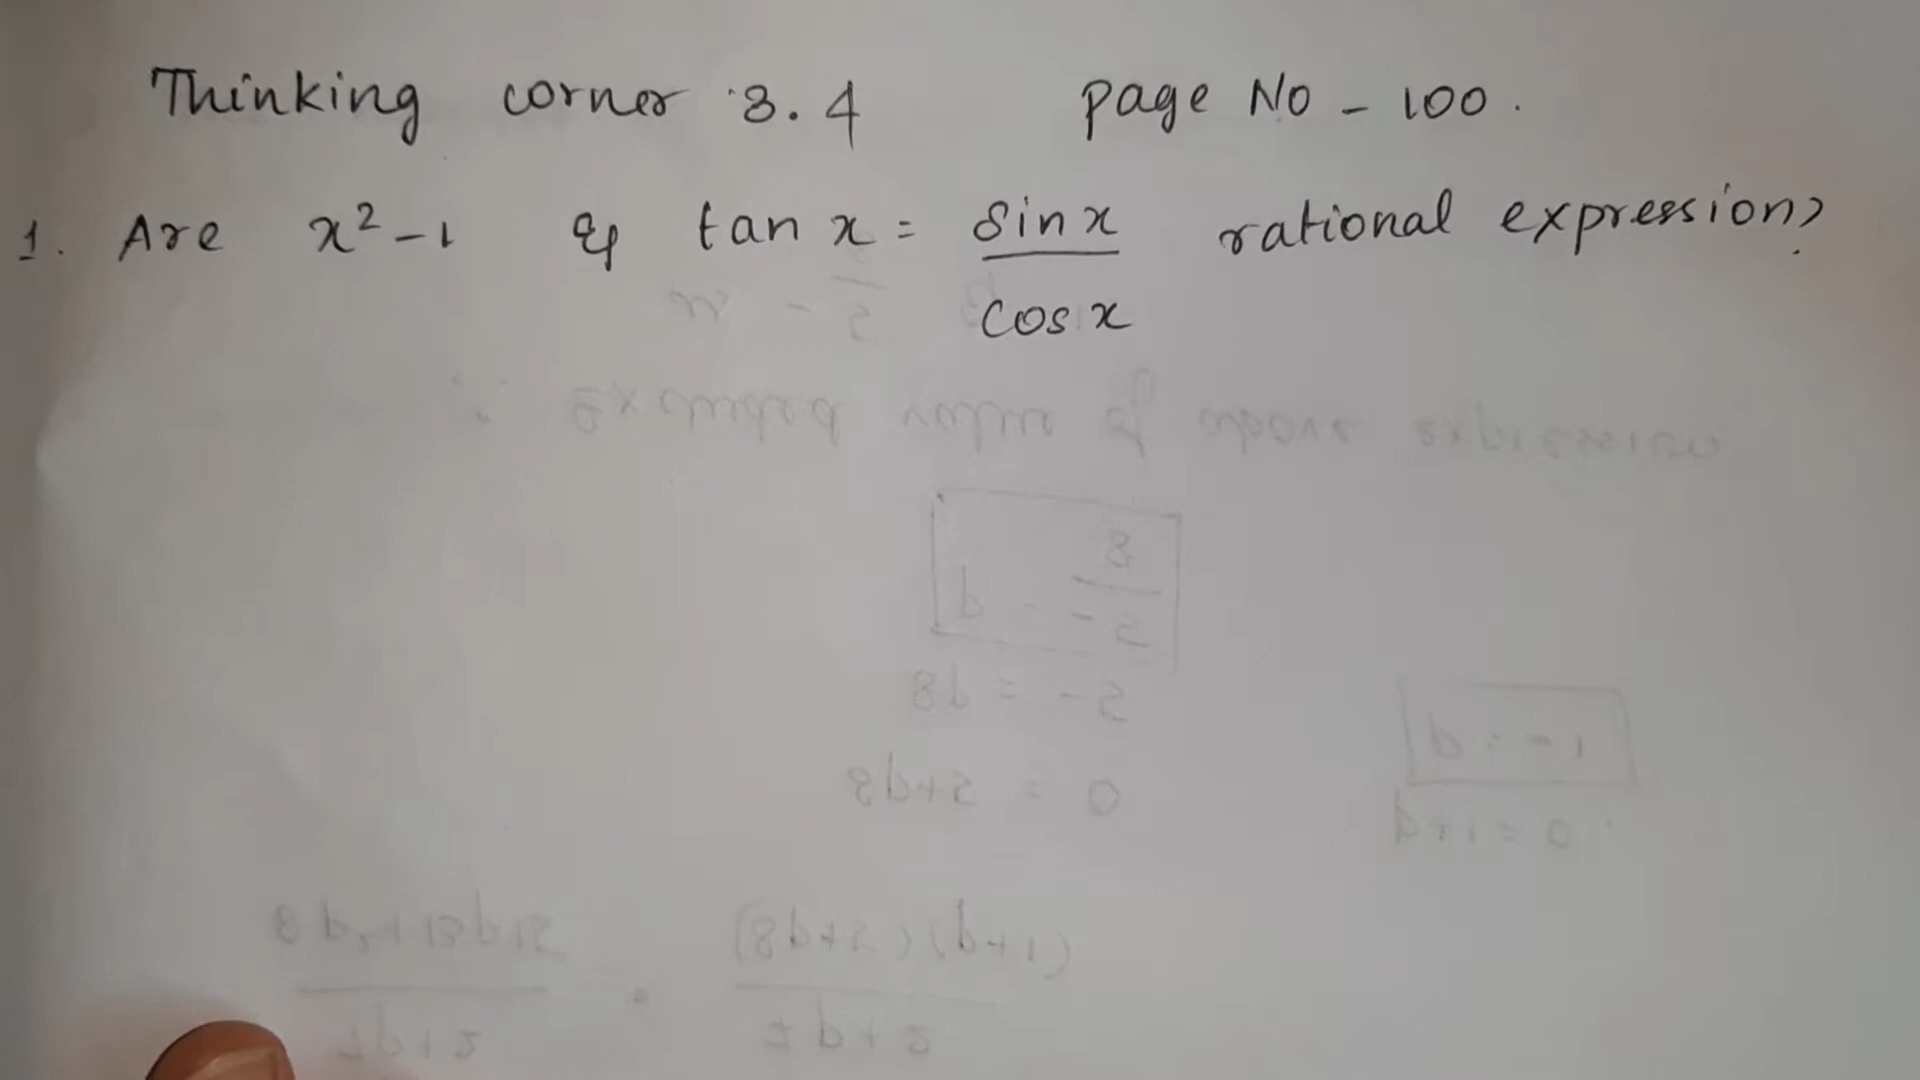 Thinking corner 3.4 page No - 100.
1. Are x² - 1 & tan x = sin x / cos x rational expression?